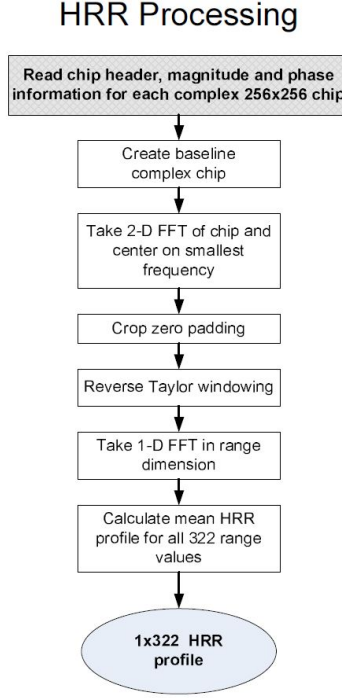 HRR Processing
Read chip header, magnitude and phase
information for each complex 256x256 chip
Create baseline
complex chip
Take 2-D FFT of chip and
center on smallest
frequency
Crop zero padding
Reverse Taylor windowing
Take 1-D FFT in range
dimension
Calculate mean HRR
profile for all 322 range
values
1x322 HRR
profile